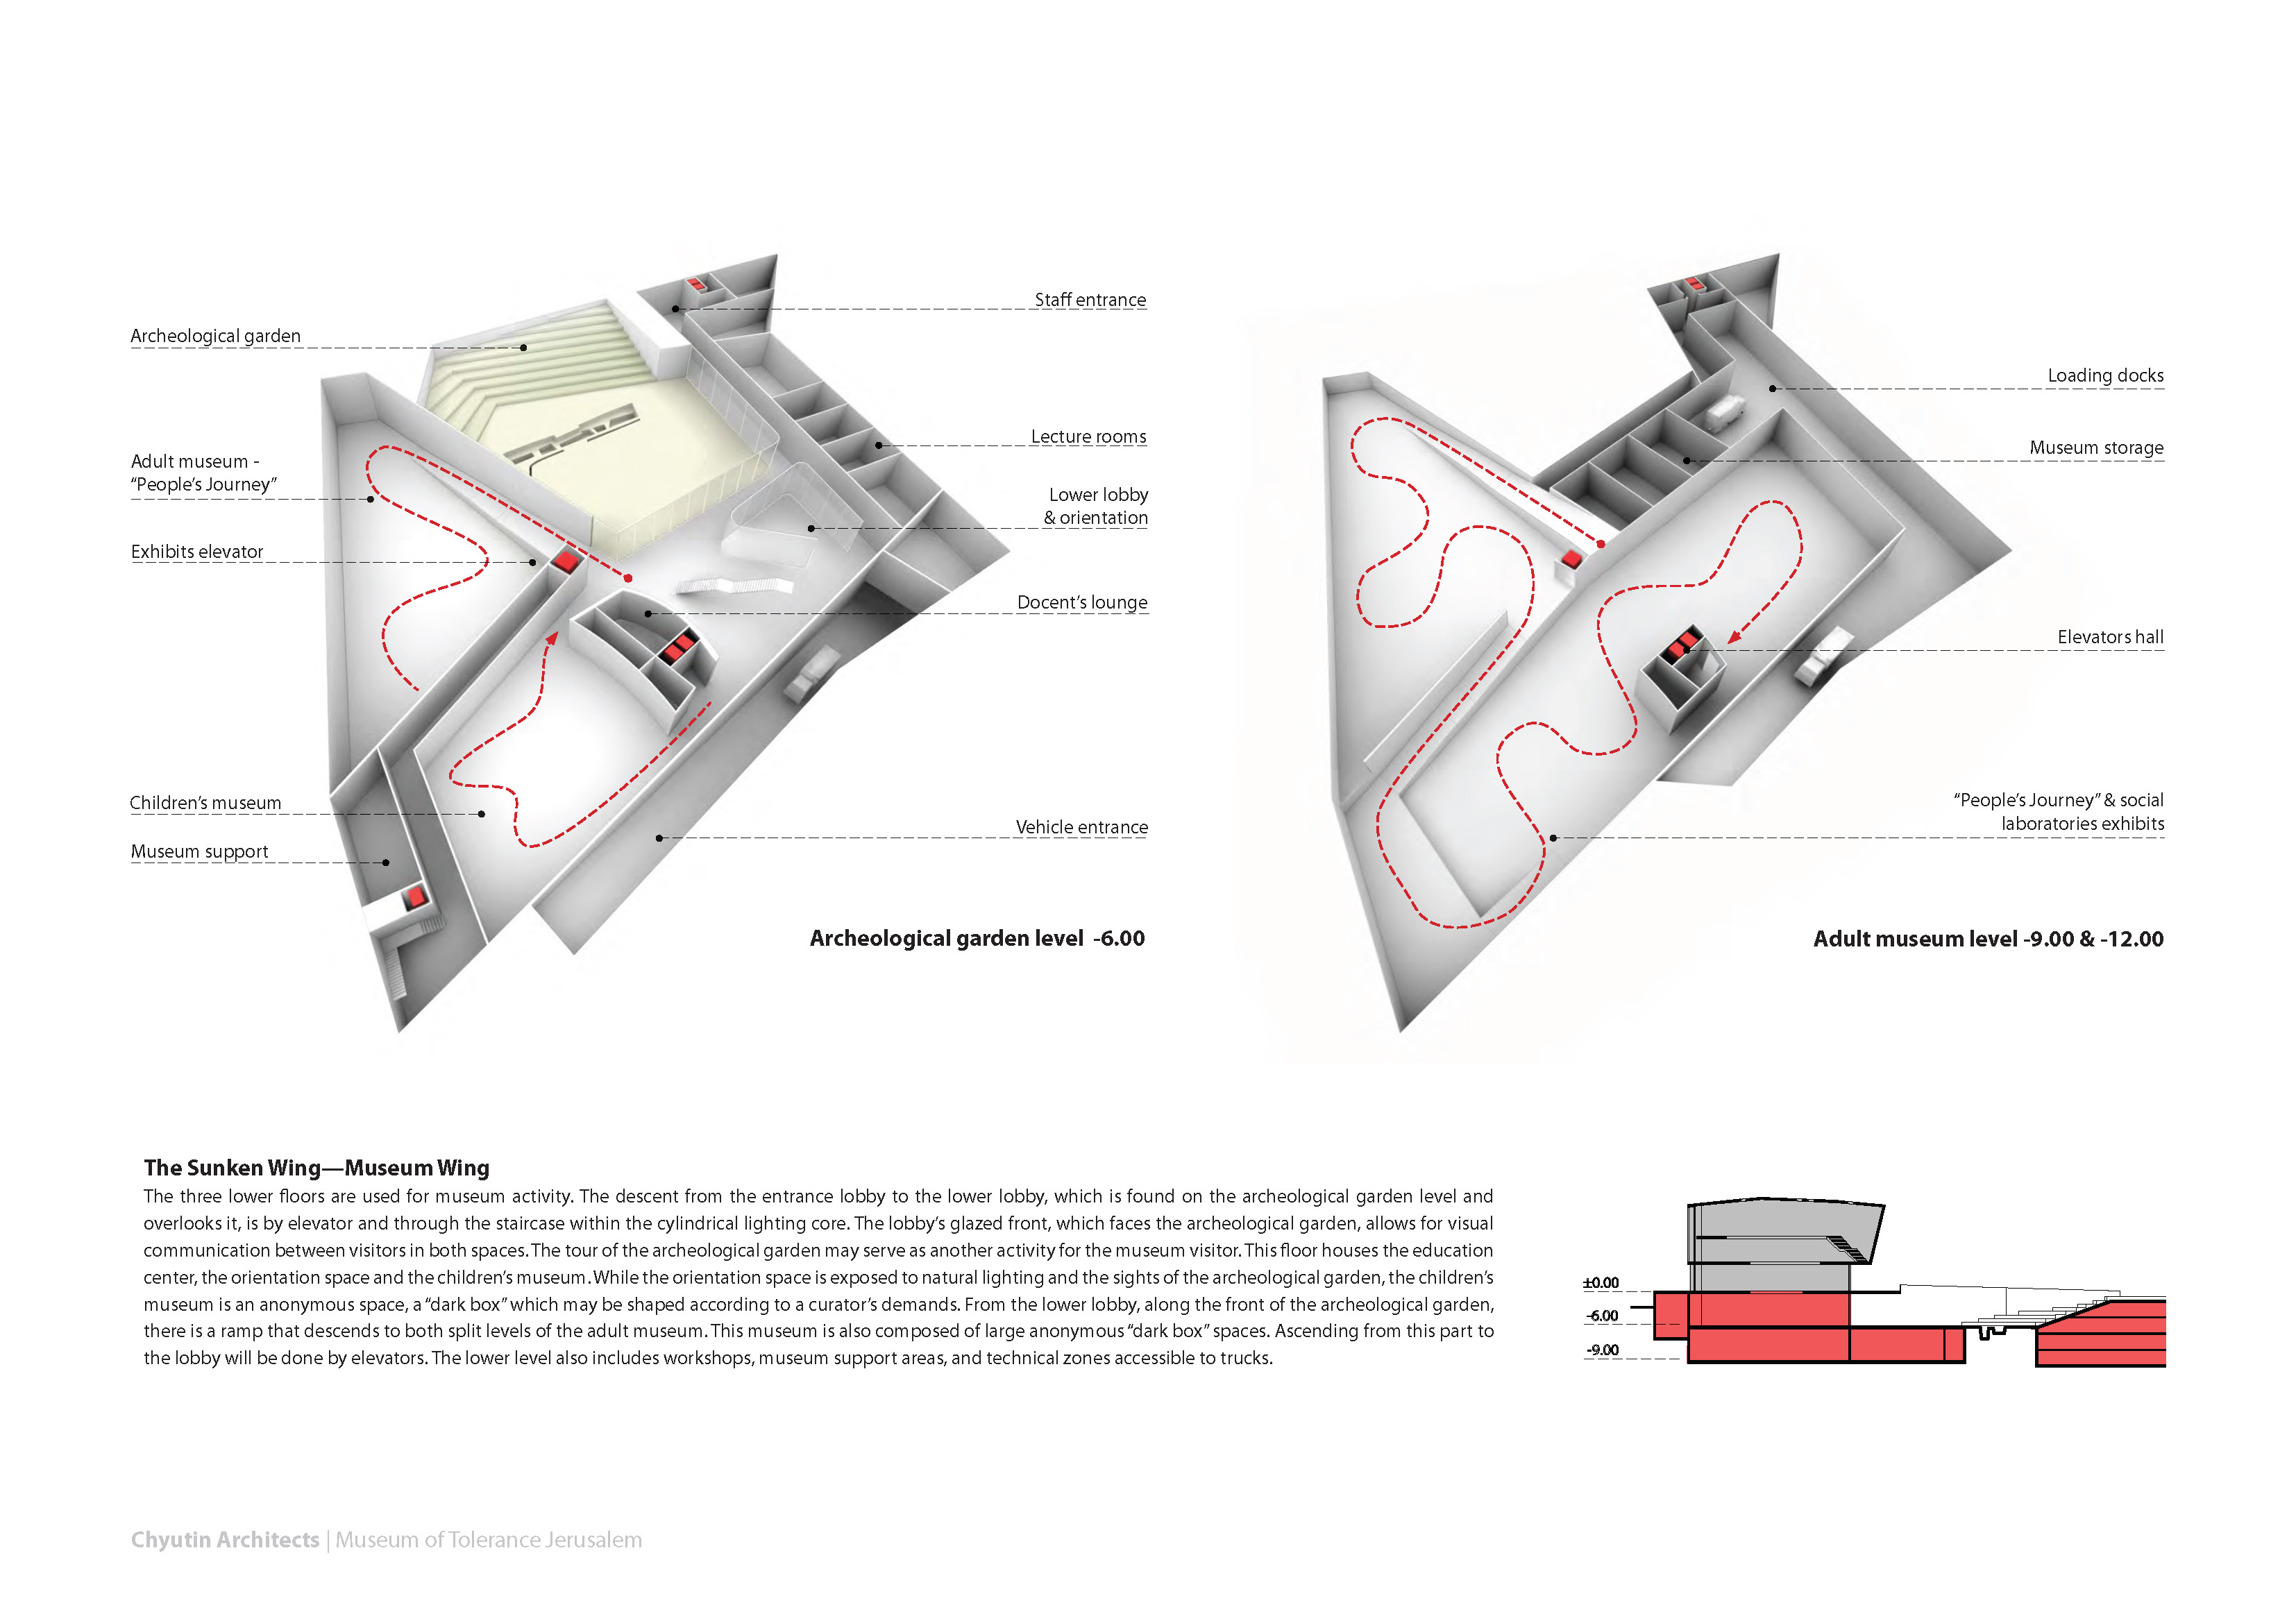 Archeological garden
Adult museum -
“People’s Journey”
Exhibits elevator
Children’s museum
Museum support
Staff entrance
Lecture rooms
Lower lobby
& orientation
Docent’s lounge
Vehicle entrance
Archeological garden level -6.00
Loading docks
Museum storage
Elevators hall
“People’s Journey” & social
laboratories exhibits
Adult museum level -9.00 & -12.00
The Sunken Wing—Museum Wing
The three lower floors are used for museum activity. The descent from the entrance lobby to the lower lobby, which is found on the archeological garden level and
overlooks it, is by elevator and through the staircase within the cylindrical lighting core. The lobby’s glazed front, which faces the archeological garden, allows for visual
communication between visitors in both spaces. The tour of the archeological garden may serve as another activity for the museum visitor. This floor houses the education
center, the orientation space and the children’s museum. While the orientation space is exposed to natural lighting and the sights of the archeological garden, the children’s
museum is an anonymous space, a “dark box” which may be shaped according to a curator’s demands. From the lower lobby, along the front of the archeological garden,
there is a ramp that descends to both split levels of the adult museum. This museum is also composed of large anonymous “dark box” spaces. Ascending from this part to
the lobby will be done by elevators. The lower level also includes workshops, museum support areas, and technical zones accessible to trucks.
±0.00
-6.00
-9.00
Chyutin Architects | Museum of Tolerance Jerusalem